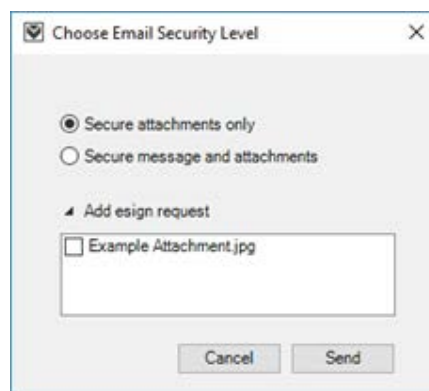 Choose Email Security Level
Secure attachments only
Secure message and attachments
Add esign request
Example Attachment.jpg
Cancel Send